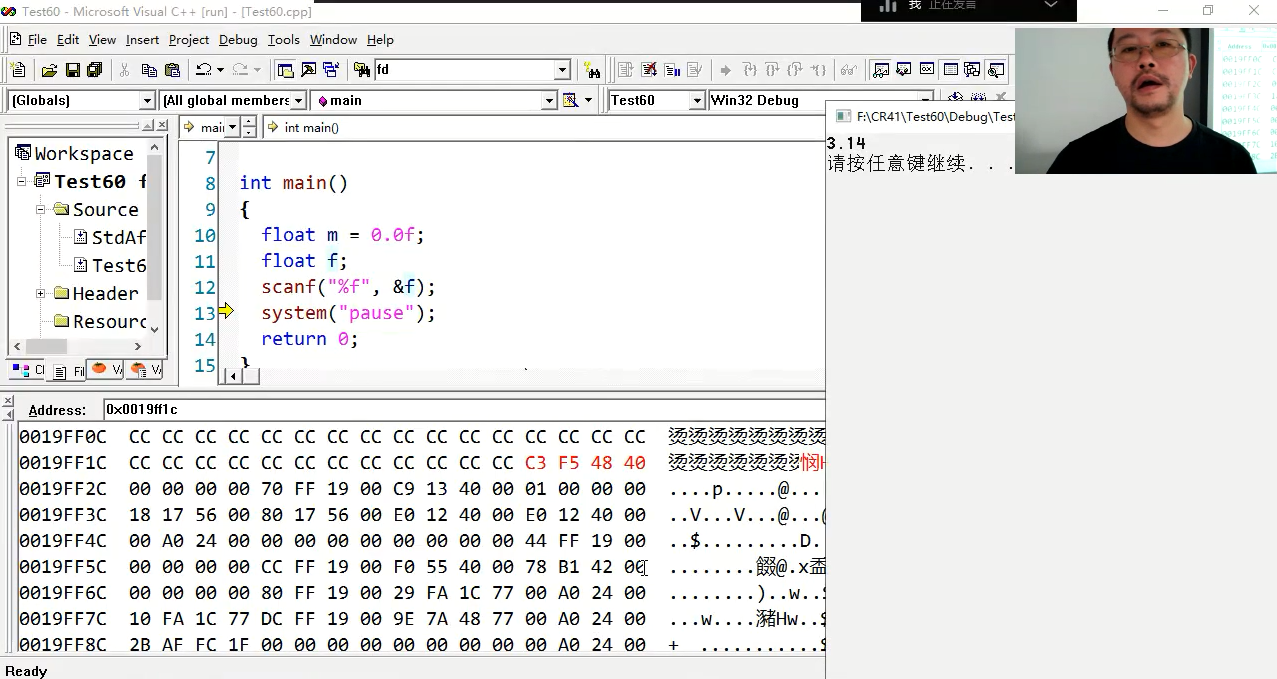 Test60 - Microsoft Visual C++ [run] - [Test60.cpp]
我 正在发言
File Edit View Insert Project Debug Tools Window Help
fd
(Globals) (All global members main Test60 Win32 Debug
mai int main()
F:\CR41\Test60\Debug\Test
3.14
请按任意键继续. . .
Workspace
Test60 f
Source
StdAf
Test6
Header
Resourc
Cl Fil V V
7
8 int main()
9 {
10 float m = 0.0f;
11 float f;
12 scanf("%f", &f);
13 system("pause");
14 return 0;
15 }
Address: 0x0019ff1c
0019FF0C CC CC CC CC CC CC CC CC CC CC CC CC CC CC CC CC 烫烫烫烫烫烫烫烫
0019FF1C CC CC CC CC CC CC CC CC CC CC CC CC C3 F5 48 40 烫烫烫烫烫烫悯H
0019FF2C 00 00 00 00 70 FF 19 00 C9 13 40 00 01 00 00 00 ....p.....@...
0019FF3C 18 17 56 00 80 17 56 00 E0 12 40 00 E0 12 40 00 ..V...V...@...@
0019FF4C 00 A0 24 00 00 00 00 00 00 00 00 00 44 FF 19 00 ..$.........D.
0019FF5C 00 00 00 00 CC FF 19 00 F0 55 40 00 78 B1 42 00 ........餟@.x盉
0019FF6C 00 00 00 00 80 FF 19 00 29 FA 1C 77 00 A0 24 00 ........)..w..$
0019FF7C 10 FA 1C 77 DC FF 19 00 9E 7A 48 77 00 A0 24 00 ...w....瀦Hw..$
0019FF8C 2B AF FC 1F 00 00 00 00 00 00 00 00 00 A0 24 00 + ...........$
Ready